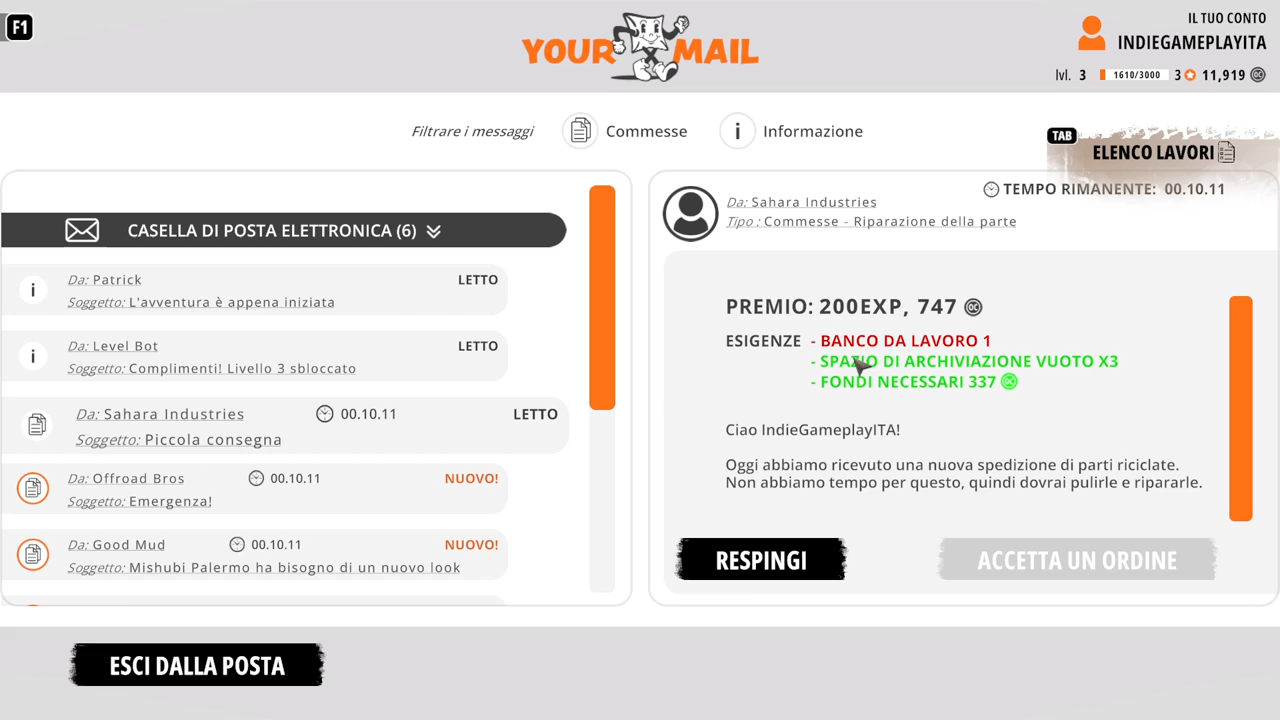 F1
YOUR MAIL
IL TUO CONTO
INDIEGAMEPLAYITA
lvl. 3 1610/3000 3 11,919 OC
Filtrare i messaggi Commesse i Informazione
TAB
ELENCO LAVORI
CASELLA DI POSTA ELETTRONICA (6)
i Da: Patrick LETTO
Soggetto: L'avventura è appena iniziata
i Da: Level Bot LETTO
Soggetto: Complimenti! Livello 3 sbloccato
Da: Sahara Industries 00.10.11 LETTO
Soggetto: Piccola consegna
Da: Offroad Bros 00.10.11 NUOVO!
Soggetto: Emergenza!
Da: Good Mud 00.10.11 NUOVO!
Soggetto: Mishubi Palermo ha bisogno di un nuovo look
TEMPO RIMANENTE: 00.10.11
Da: Sahara Industries
Tipo : Commesse - Riparazione della parte
PREMIO: 200EXP, 747 OC
ESIGENZE - BANCO DA LAVORO 1
- SPAZIO DI ARCHIVIAZIONE VUOTO X3
- FONDI NECESSARI 337 OC
Ciao IndieGameplayITA!
Oggi abbiamo ricevuto una nuova spedizione di parti riciclate.
Non abbiamo tempo per questo, quindi dovrai pulirle e ripararle.
RESPINGI
ACCETTA UN ORDINE
ESCI DALLA POSTA